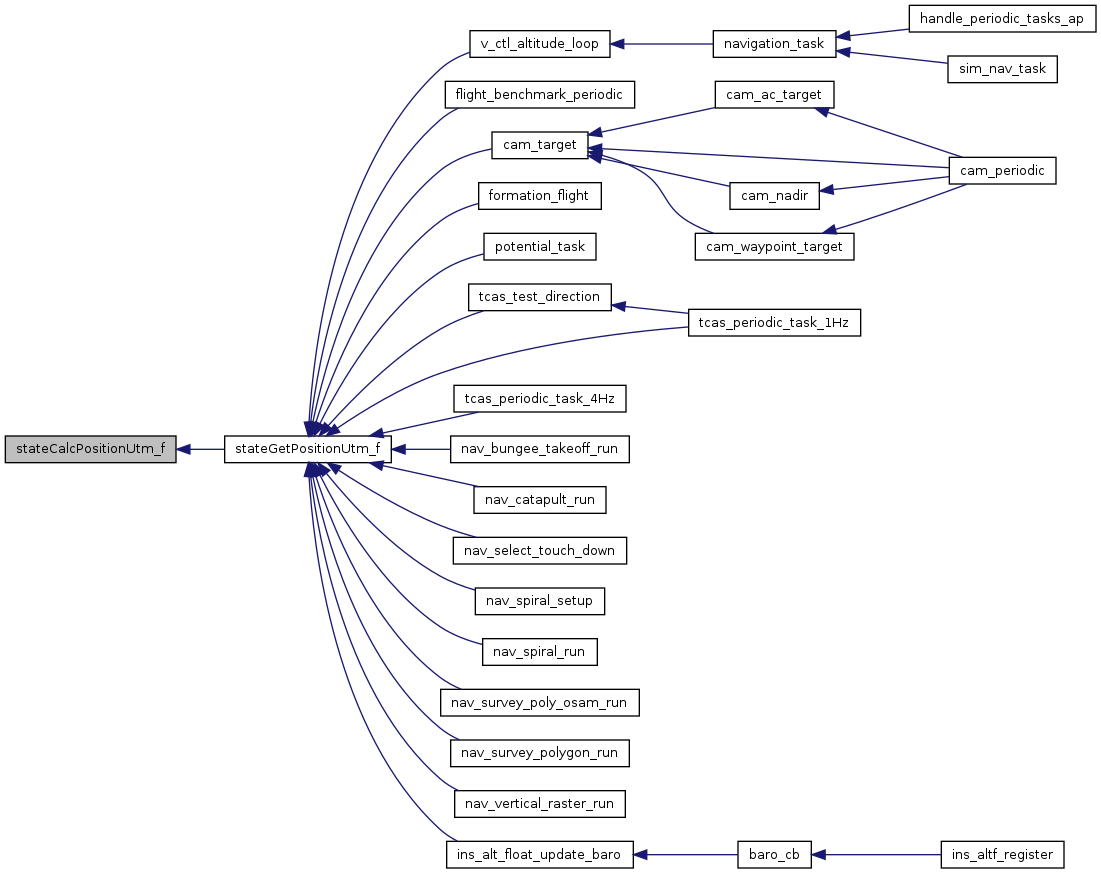 handle_periodic_tasks_ap
v_ctl_altitude_loop
navigation_task
sim_nav_task
flight_benchmark_periodic
cam_ac_target
cam_target
cam_periodic
formation_flight
cam_nadir
potential_task
cam_waypoint_target
tcas_test_direction
tcas_periodic_task_1Hz
tcas_periodic_task_4Hz
stateCalcPositionUtm_f
stateGetPositionUtm_f
nav_bungee_takeoff_run
nav_catapult_run
nav_select_touch_down
nav_spiral_setup
nav_spiral_run
nav_survey_poly_osam_run
nav_survey_polygon_run
nav_vertical_raster_run
ins_alt_float_update_baro
baro_cb
ins_altf_register